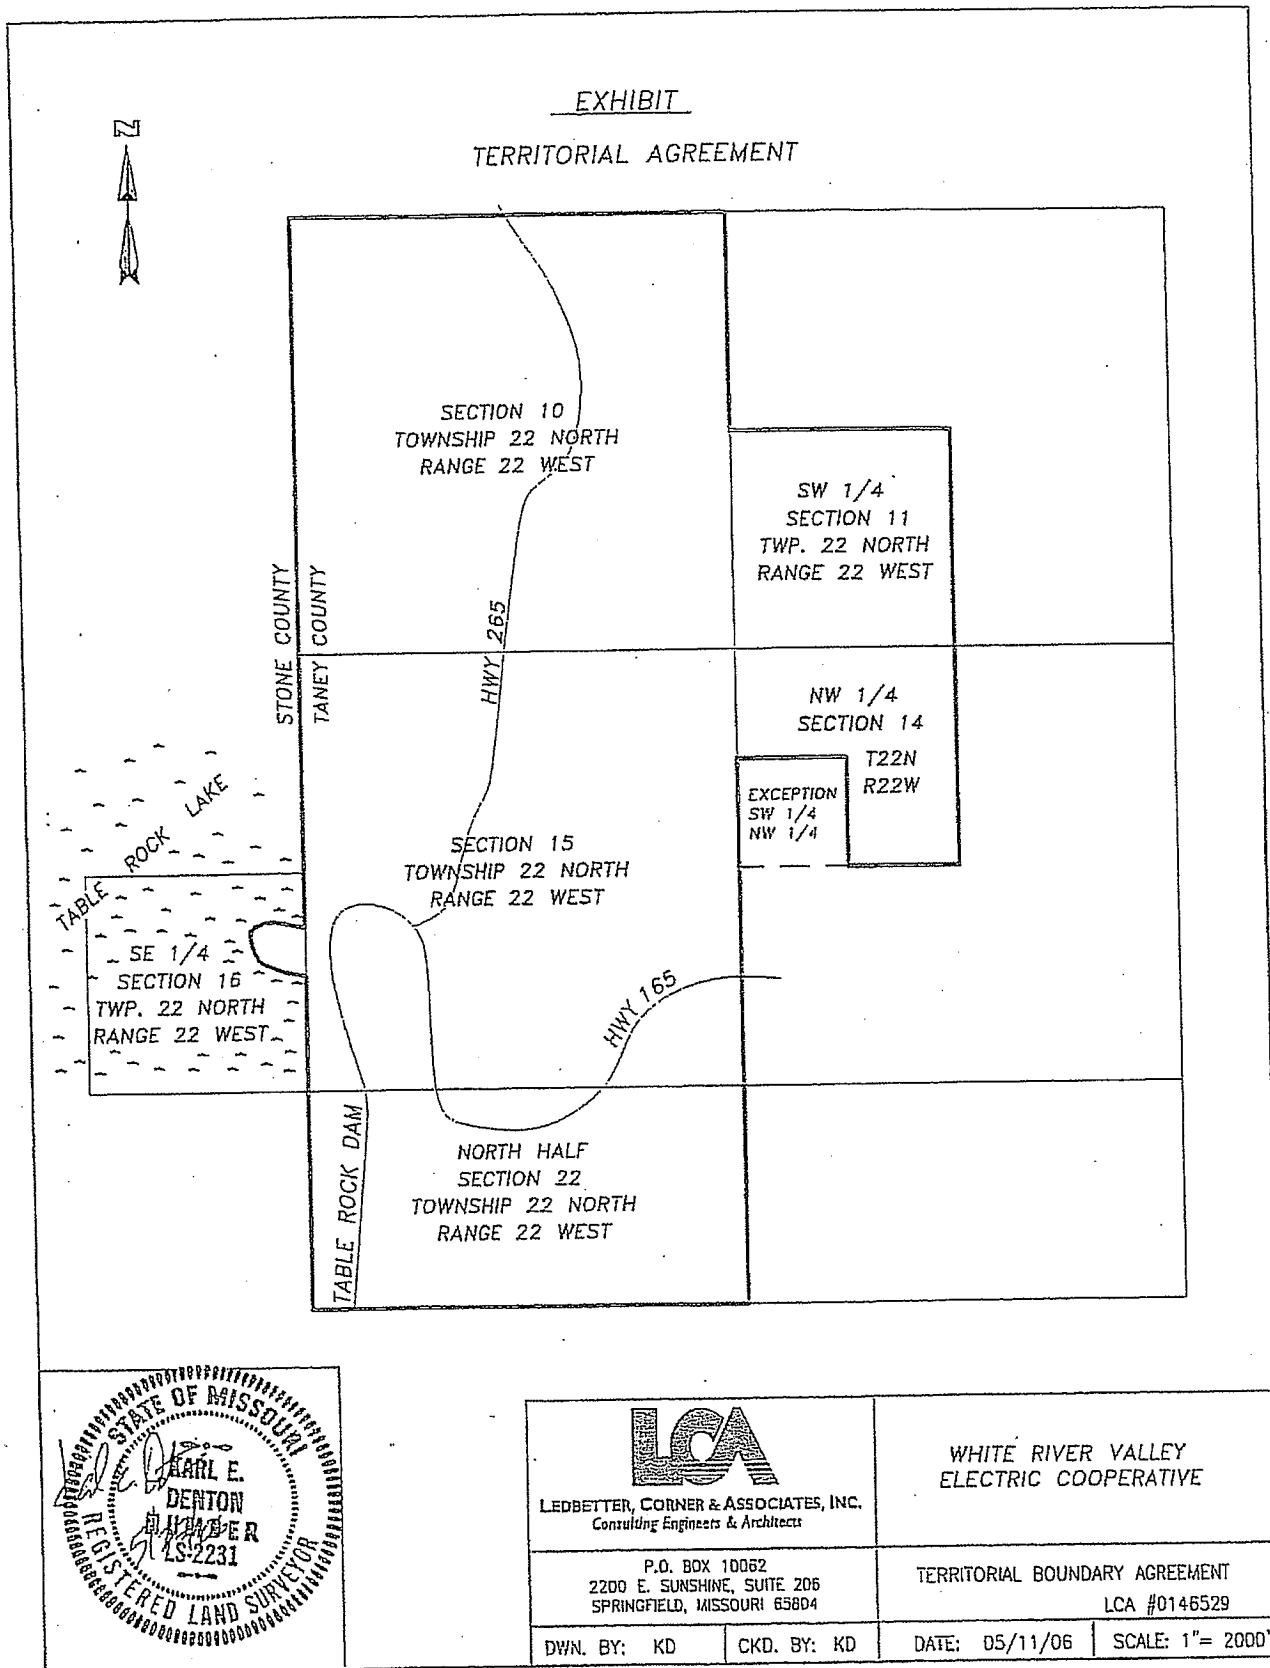 EXHIBIT
TERRITORIAL AGREEMENT
N
SECTION 10
TOWNSHIP 22 NORTH
RANGE 22 WEST
SW 1/4
SECTION 11
TWP. 22 NORTH
RANGE 22 WEST
STONE COUNTY
TANEY COUNTY
HWY 265
NW 1/4
SECTION 14
T22N
R22W
EXCEPTION
SW 1/4
NW 1/4
TABLE ROCK LAKE
SECTION 15
TOWNSHIP 22 NORTH
RANGE 22 WEST
SE 1/4
SECTION 16
TWP. 22 NORTH
RANGE 22 WEST
HWY 165
TABLE ROCK DAM
NORTH HALF
SECTION 22
TOWNSHIP 22 NORTH
RANGE 22 WEST
STATE OF MISSOURI
KARL E.
DENTON
NUMBER
LS-2231
REGISTERED LAND SURVEYOR
LCA
LEDBETTER, CORNER & ASSOCIATES, INC.
Consulting Engineers & Architects
P.O. BOX 10062
2200 E. SUNSHINE, SUITE 206
SPRINGFIELD, MISSOURI 65804
DWN. BY: KD
CKD. BY: KD
WHITE RIVER VALLEY
ELECTRIC COOPERATIVE
TERRITORIAL BOUNDARY AGREEMENT
LCA #0146529
DATE: 05/11/06
SCALE: 1"= 2000'